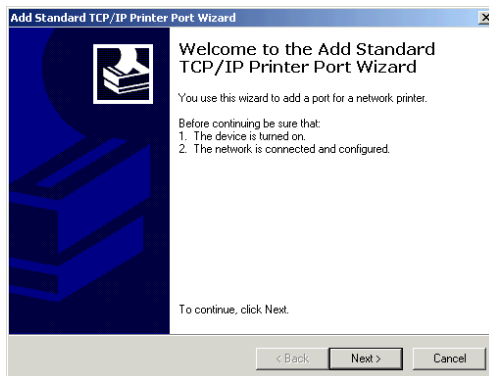 Add Standard TCP/IP Printer Port Wizard
Welcome to the Add Standard
TCP/IP Printer Port Wizard
You use this wizard to add a port for a network printer.
Before continuing be sure that:
1. The device is turned on.
2. The network is connected and configured.
To continue, click Next.
< Back
Next >
Cancel